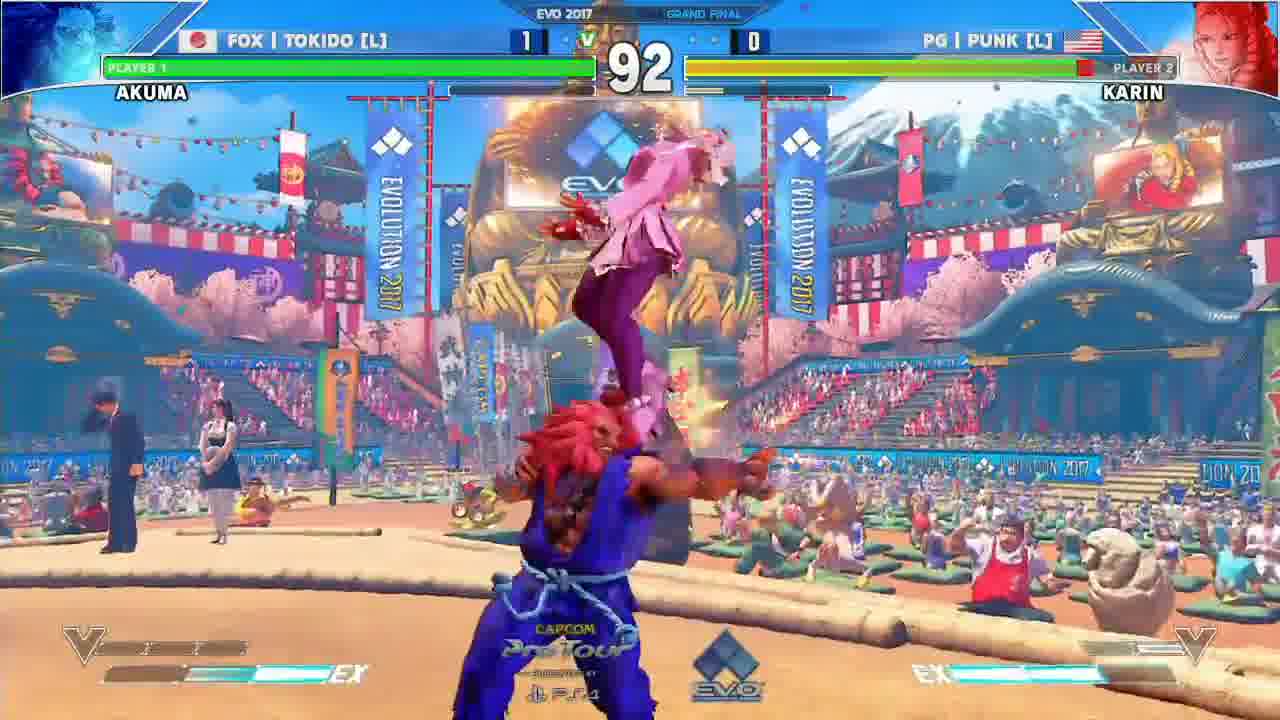 EVO 2017 GRAND FINAL
FOX | TOKIDO [L] 1 V 92 0 PG | PUNK [L]
PLAYER 1 PLAYER 2
AKUMA KARIN
EVO
EVOLUTION 2017
EVOLUTION 2017
CAPCOM
CAPCOM
Pro Tour
PS4
EVO
V V
EX EX